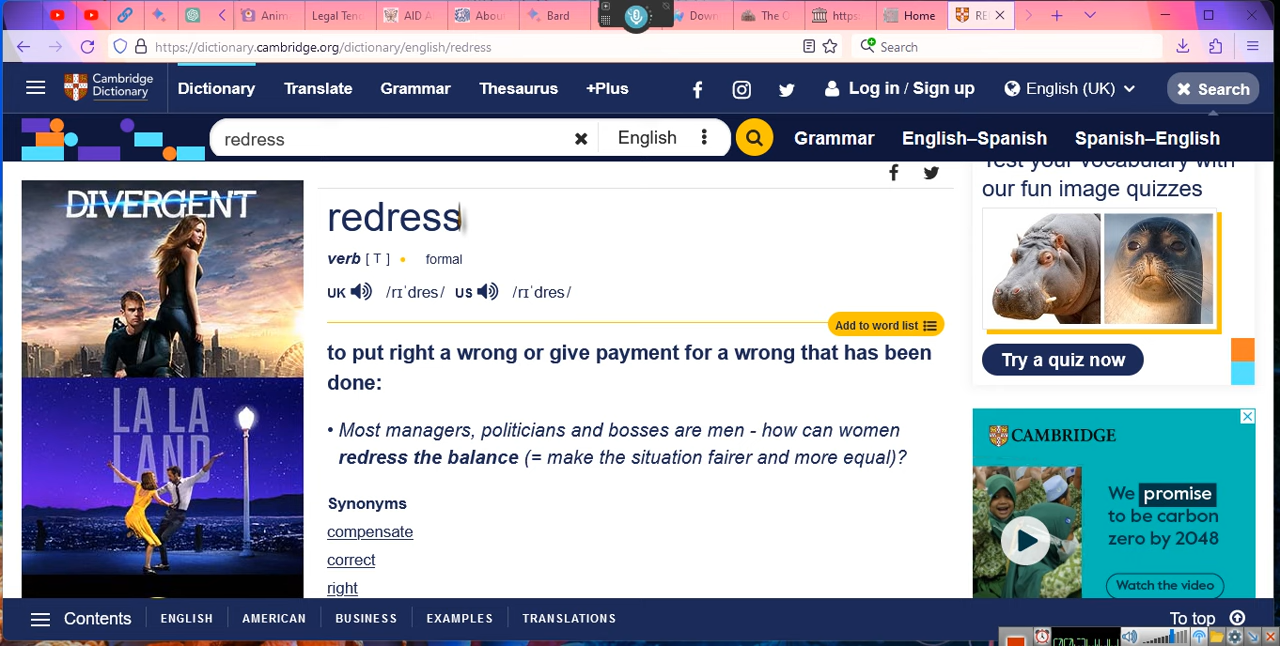 Anim
Legal Ten
AID A
Abou
Bard
Down
The O
https
Home
RE
https://dictionary.cambridge.org/dictionary/english/redress
Search
Cambridge
Dictionary
Dictionary Translate Grammar Thesaurus +Plus
Log in / Sign up
English (UK)
Search
redress
English
Grammar English–Spanish Spanish–English
Test your vocabulary with
our fun image quizzes
Try a quiz now
DIVERGENT
LA LA
LAND
redress
verb [ T ] • formal
UK /rɪˈdres/ US /rɪˈdres/
Add to word list
to put right a wrong or give payment for a wrong that has been
done:
• Most managers, politicians and bosses are men - how can women
redress the balance (= make the situation fairer and more equal)?
Synonyms
compensate
correct
right
CAMBRIDGE
We promise
to be carbon
zero by 2048
Watch the video
Contents ENGLISH AMERICAN BUSINESS EXAMPLES TRANSLATIONS
To top